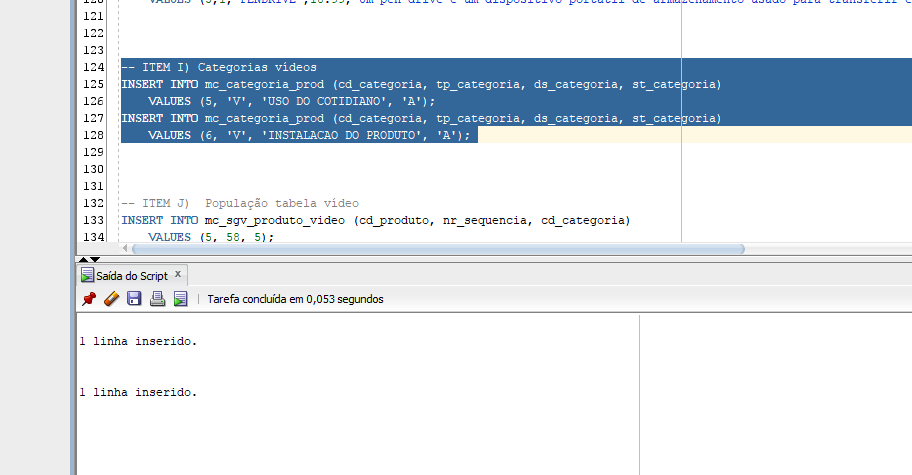 120 VALUES (5,1,'PENDRIVE',18.99,'Um pen drive é um dispositivo portátil de armazenamento usado para transferir
121
122
123
124 -- ITEM I) Categorias videos
125 INSERT INTO mc_categoria_prod (cd_categoria, tp_categoria, ds_categoria, st_categoria)
126 VALUES (5, 'V', 'USO DO COTIDIANO', 'A');
127 INSERT INTO mc_categoria_prod (cd_categoria, tp_categoria, ds_categoria, st_categoria)
128 VALUES (6, 'V', 'INSTALACAO DO PRODUTO', 'A');
129
130
131
132 -- ITEM J) População tabela vídeo
133 INSERT INTO mc_sgv_produto_video (cd_produto, nr_sequencia, cd_categoria)
134 VALUES (5, 58, 5);
Saída do Script x
Tarefa concluída em 0,053 segundos
1 linha inserido.
1 linha inserido.